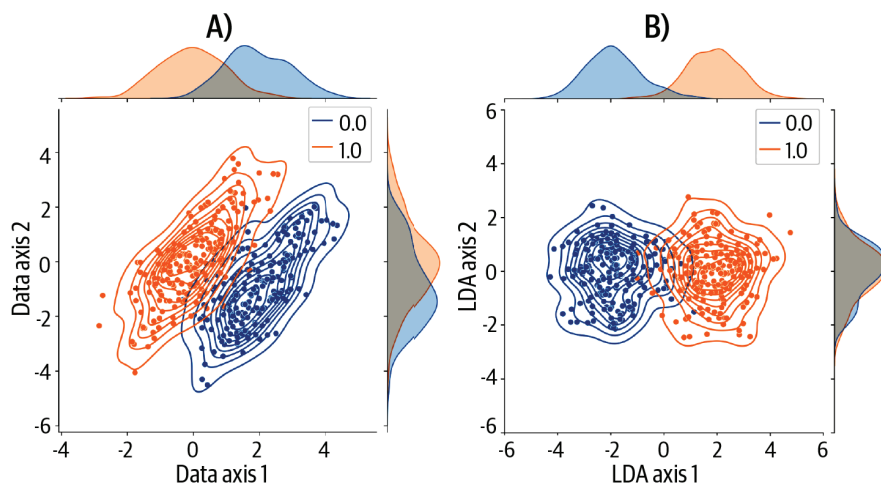 A)
0.0
1.0
4
2
0
-2
-4
-6
Data axis 2
-4 -2 0 2 4
Data axis 1
B)
0.0
1.0
6
4
2
0
-2
-4
-6
LDA axis 2
-6 -4 -2 0 2 4 6
LDA axis 1